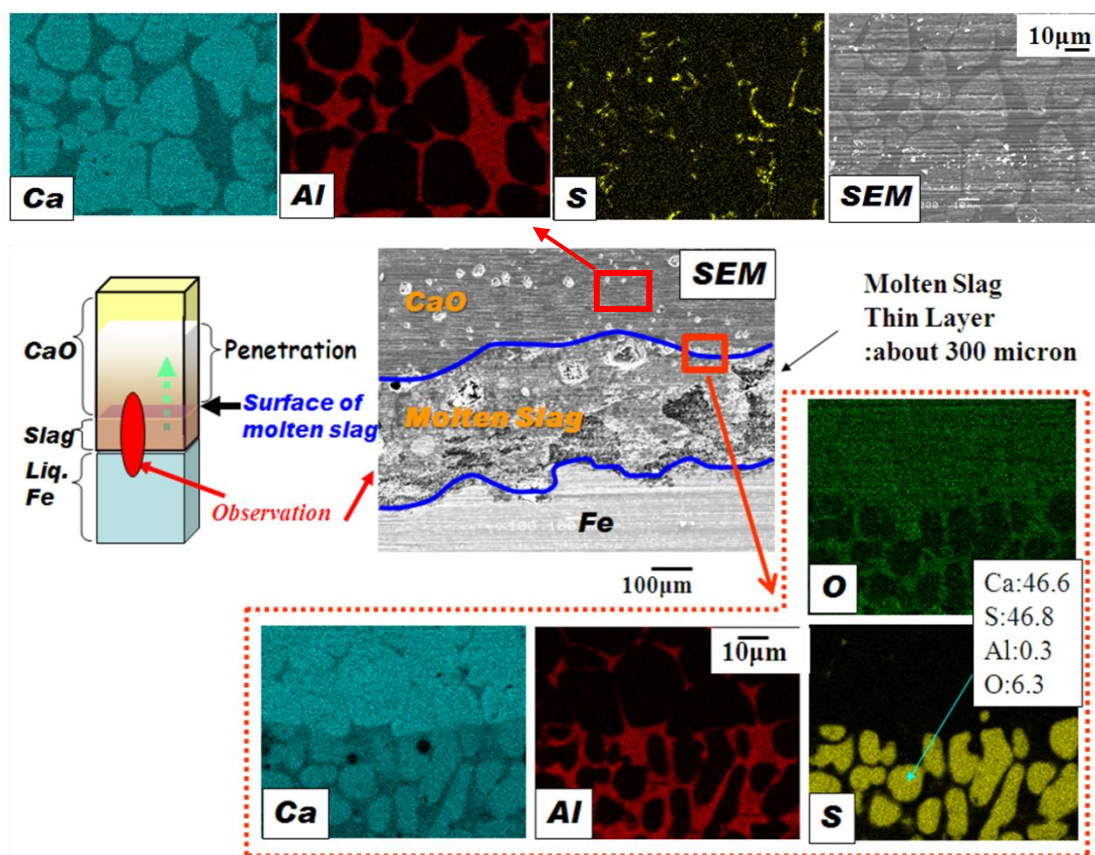 Ca
Al
S
SEM
10μm
CaO
Slag
Liq.
Fe
Penetration
Surface of
molten slag
Observation
SEM
CaO
Molten Slag
Fe
100μm
Molten Slag
Thin Layer
:about 300 micron
O
Ca:46.6
S:46.8
Al:0.3
O:6.3
Ca
Al
10μm
S